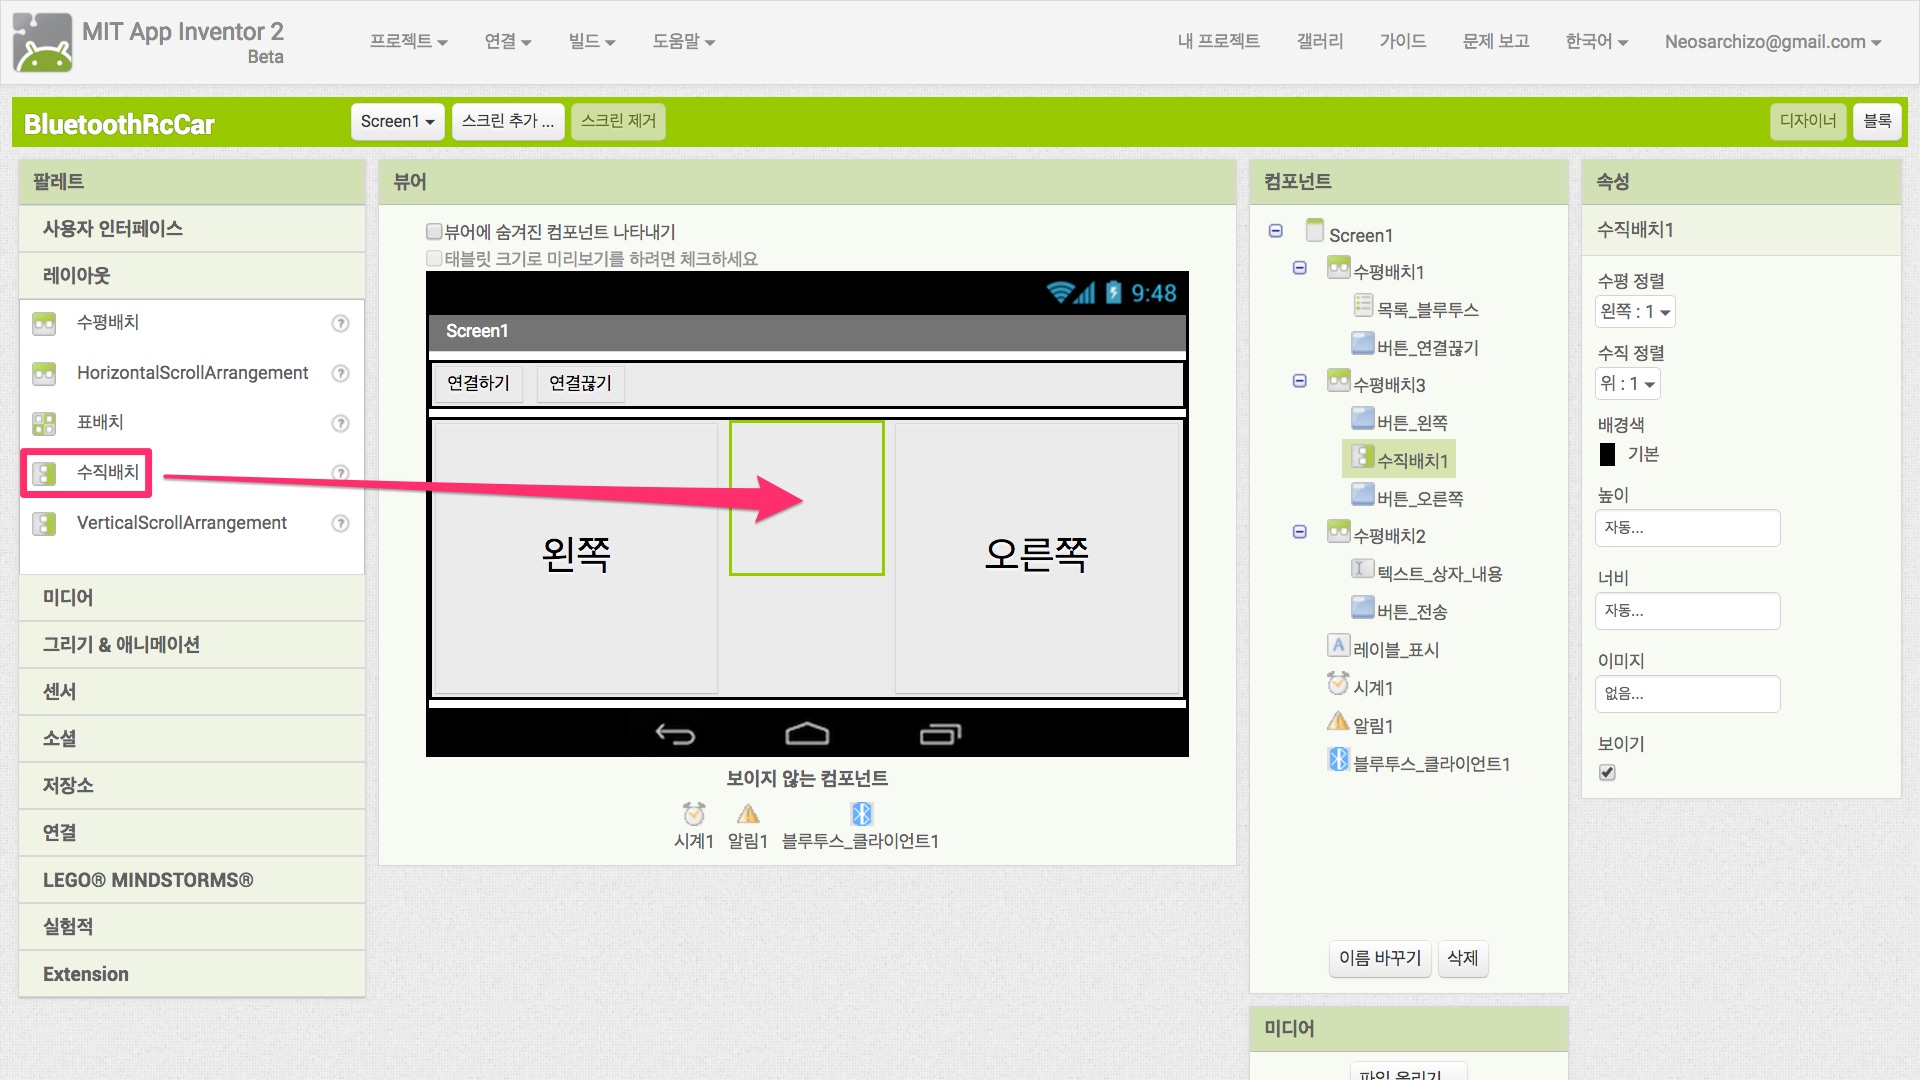 MIT App Inventor 2
Beta
프로젝트 연결 빌드 도움말
내 프로젝트 갤러리 가이드 문제 보고 한국어 Neosarchizo@gmail.com
BluetoothRcCar
Screen1 스크린 추가 ... 스크린 제거
디자이너 블록
팔레트
사용자 인터페이스
레이아웃
수평배치 ?
HorizontalScrollArrangement ?
표배치 ?
수직배치 ?
VerticalScrollArrangement ?
미디어
그리기 & 애니메이션
센서
소셜
저장소
연결
LEGO® MINDSTORMS®
실험적
Extension
뷰어
뷰어에 숨겨진 컴포넌트 나타내기
태블릿 크기로 미리보기를 하려면 체크하세요
9:48
Screen1
연결하기 연결끊기
왼쪽 오른쪽
보이지 않는 컴포넌트
시계1 알림1 블루투스_클라이언트1
컴포넌트
Screen1
수평배치1
목록_블루투스
버튼_연결끊기
수평배치3
버튼_왼쪽
수직배치1
버튼_오른쪽
수평배치2
텍스트_상자_내용
버튼_전송
레이블_표시
시계1
알림1
블루투스_클라이언트1
이름 바꾸기 삭제
미디어
파일 올리기 ...
속성
수직배치1
수평 정렬
왼쪽 : 1
수직 정렬
위 : 1
배경색
기본
높이
자동...
너비
자동...
이미지
없음...
보이기